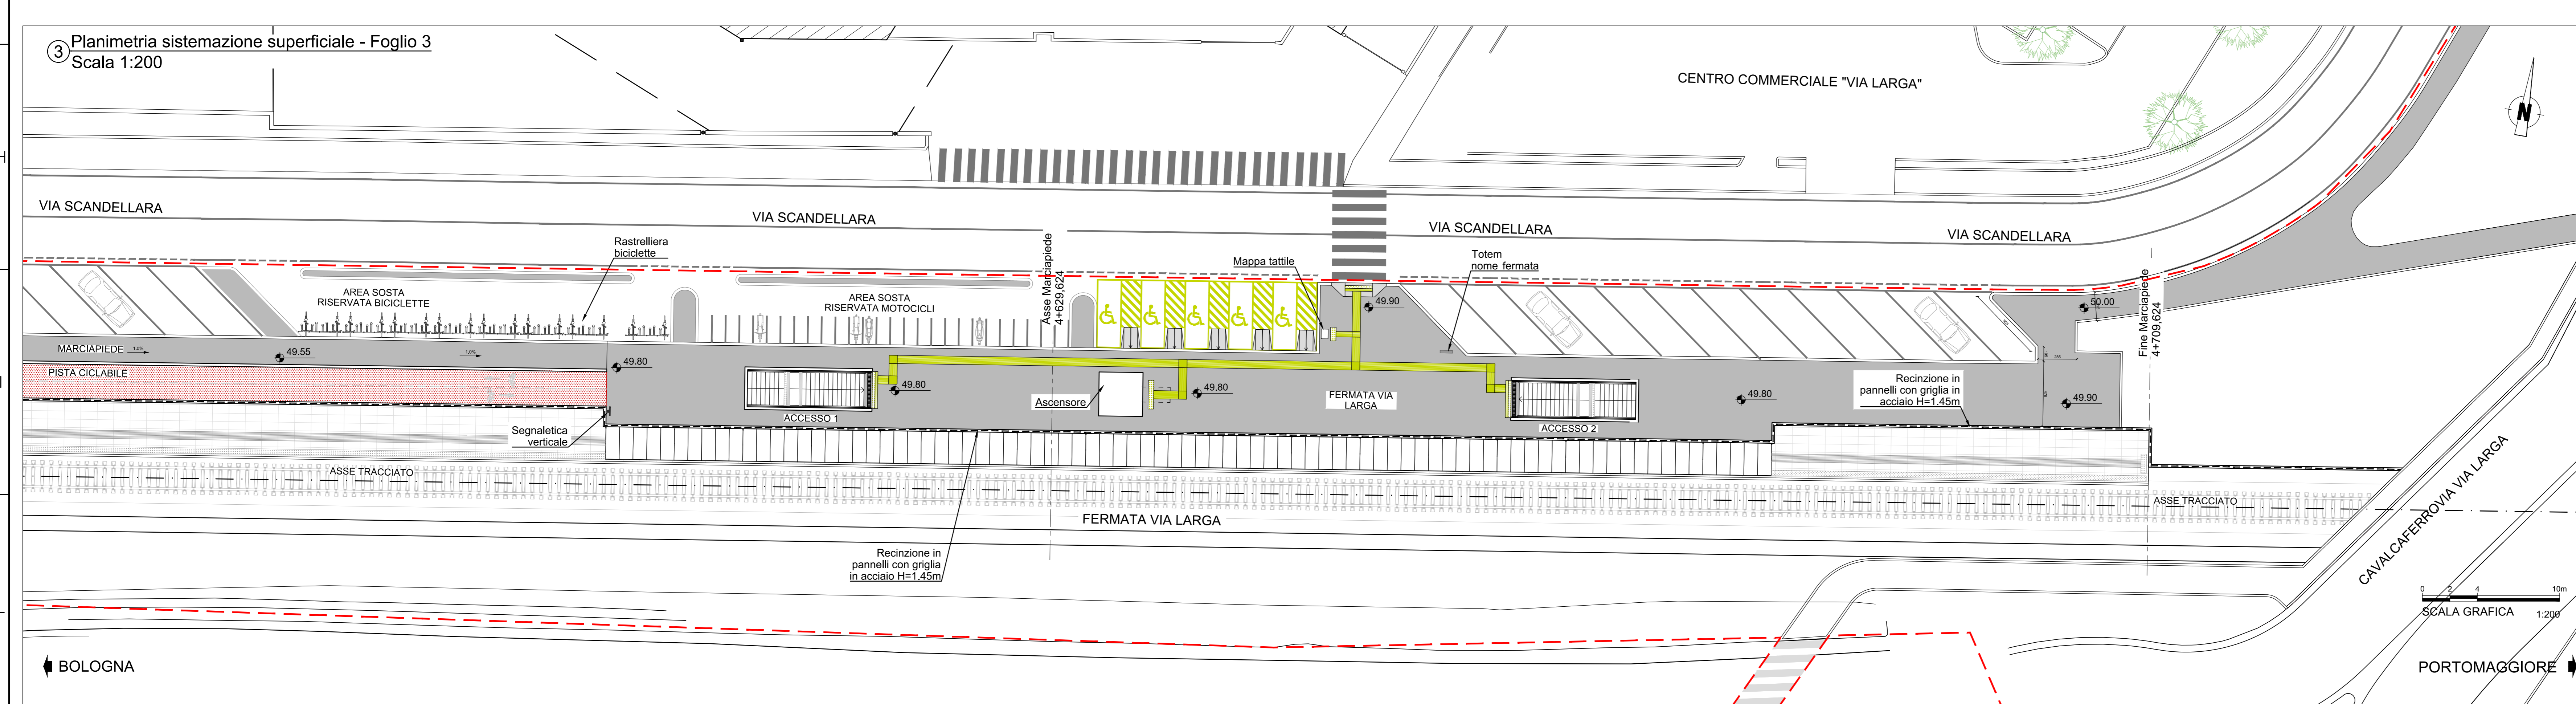 3
Planimetria sistemazione superficiale - Foglio 3
Scala 1:200
CENTRO COMMERCIALE "VIA LARGA"
N
VIA SCANDELLARA
VIA SCANDELLARA
VIA SCANDELLARA
VIA SCANDELLARA
Rastrelliera
biciclette
AREA SOSTA
RISERVATA BICICLETTE
AREA SOSTA
RISERVATA MOTOCICLI
Asse Marciapiede
4+629,624
Mappa tattile
Totem
nome fermata
49.90
50.00
Fine Marciapiede
4+709,624
MARCIAPIEDE
1,0%
49.55
1,0%
49.80
PISTA CICLABILE
49.80
Ascensore
49.80
FERMATA VIA
LARGA
49.80
Recinzione in
pannelli con griglia in
acciaio H=1.45m
49.90
ACCESSO 1
ACCESSO 2
Segnaletica
verticale
ASSE TRACCIATO
ASSE TRACCIATO
FERMATA VIA LARGA
Recinzione in
pannelli con griglia
in acciaio H=1.45m
CAVALCAFERROVIA VIA LARGA
0 2 4 10m
SCALA GRAFICA 1:200
BOLOGNA
PORTOMAGGIORE